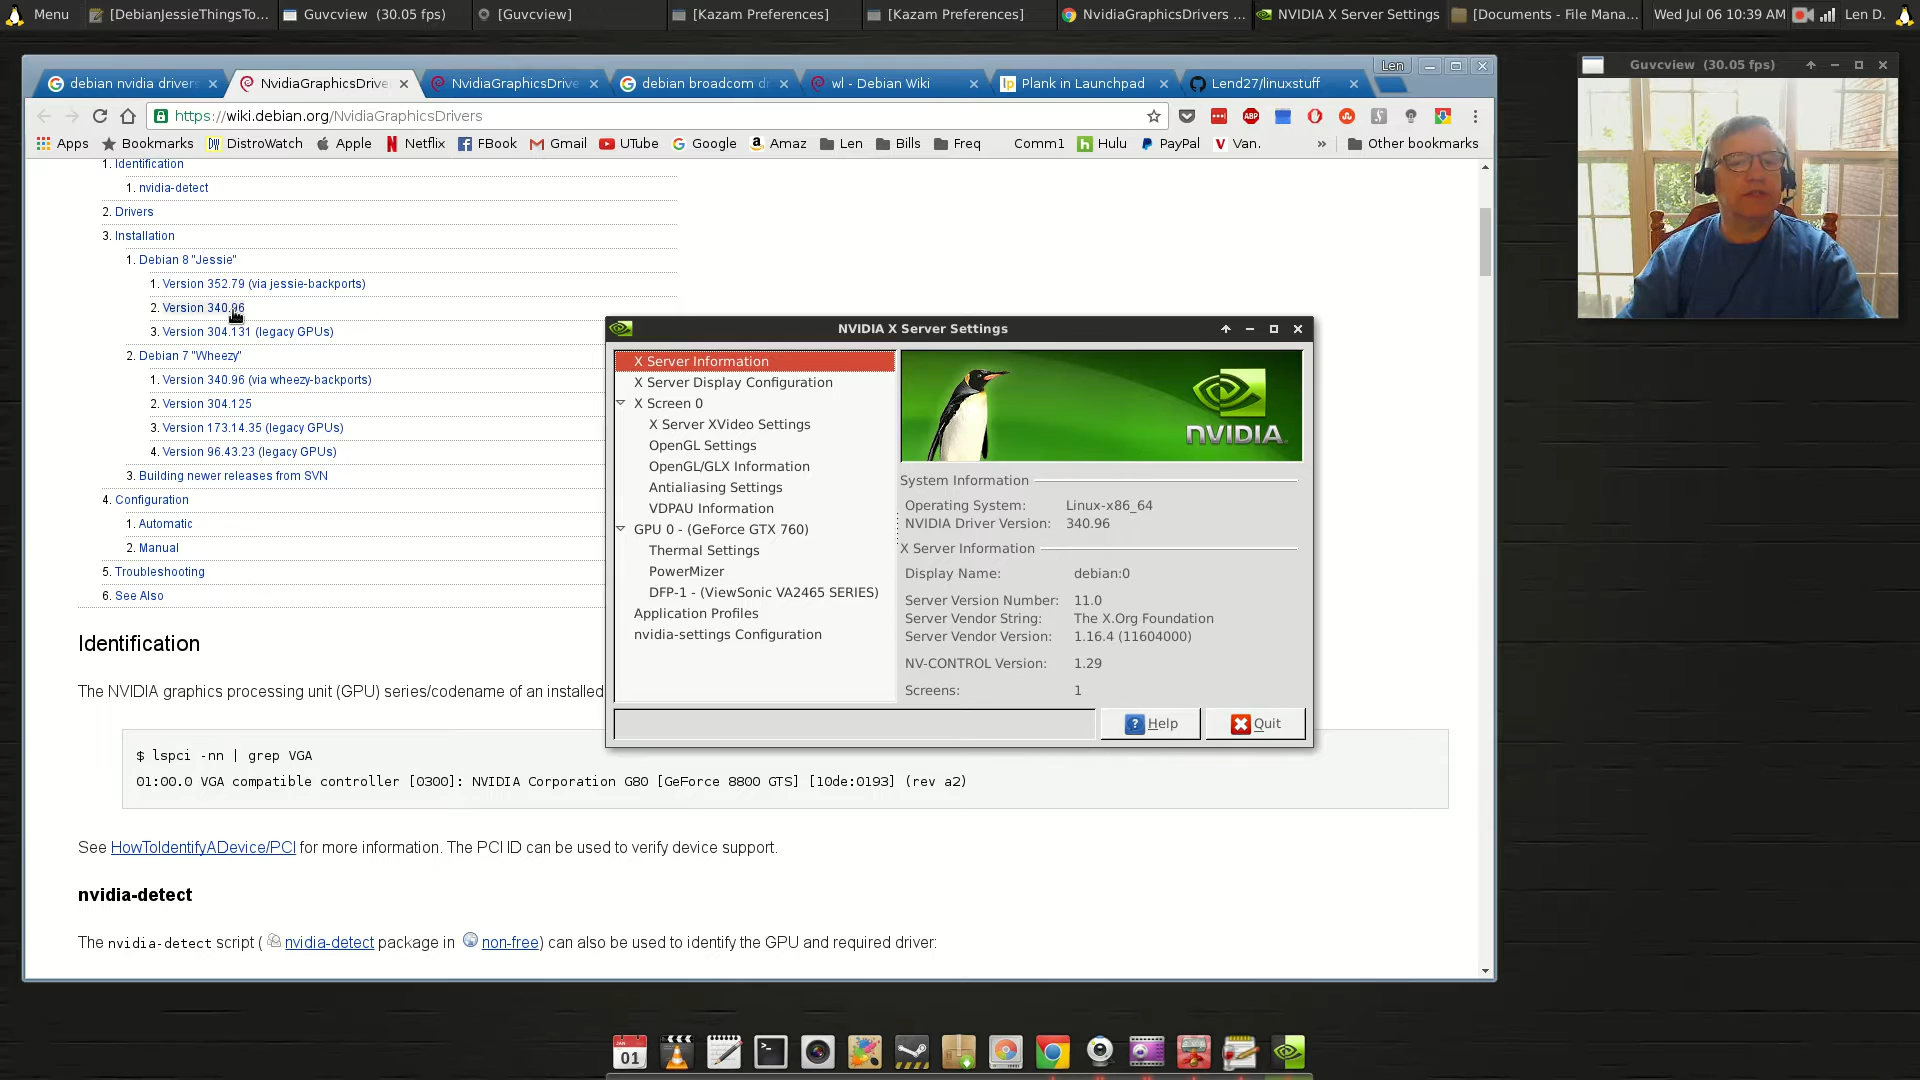 Menu
[DebianJessieThingsTo...
Guvcview (30.05 fps)
[Guvcview]
[Kazam Preferences]
[Kazam Preferences]
NvidiaGraphicsDrivers ...
NVIDIA X Server Settings
[Documents - File Mana...
Wed Jul 06 10:39 AM
Len D.
debian nvidia drivers
NvidiaGraphicsDrive
NvidiaGraphicsDrive
debian broadcom d
wl - Debian Wiki
Plank in Launchpad
Lend27/linuxstuff
Len
https://wiki.debian.org/NvidiaGraphicsDrivers
ABP
Apps
Bookmarks
DistroWatch
Apple
Netflix
FBook
Gmail
UTube
Google
Amaz
Len
Bills
Freq
Comm1
Hulu
PayPal
Van.
»
Other bookmarks
Guvcview (30.05 fps)
1. Identification
1. nvidia-detect
2. Drivers
3. Installation
1. Debian 8 "Jessie"
1. Version 352.79 (via jessie-backports)
2. Version 340.96
3. Version 304.131 (legacy GPUs)
2. Debian 7 "Wheezy"
1. Version 340.96 (via wheezy-backports)
2. Version 304.125
3. Version 173.14.35 (legacy GPUs)
4. Version 96.43.23 (legacy GPUs)
3. Building newer releases from SVN
4. Configuration
1. Automatic
2. Manual
5. Troubleshooting
6. See Also
Identification
The NVIDIA graphics processing unit (GPU) series/codename of an installed
$ lspci -nn | grep VGA
01:00.0 VGA compatible controller [0300]: NVIDIA Corporation G80 [GeForce 8800 GTS] [10de:0193] (rev a2)
See HowToIdentifyADevice/PCI for more information. The PCI ID can be used to verify device support.
nvidia-detect
The nvidia-detect script ( nvidia-detect package in non-free) can also be used to identify the GPU and required driver:
NVIDIA X Server Settings
X Server Information
X Server Display Configuration
X Screen 0
X Server XVideo Settings
OpenGL Settings
OpenGL/GLX Information
Antialiasing Settings
VDPAU Information
GPU 0 - (GeForce GTX 760)
Thermal Settings
PowerMizer
DFP-1 - (ViewSonic VA2465 SERIES)
Application Profiles
nvidia-settings Configuration
NVIDIA.
System Information
Operating System: Linux-x86_64
NVIDIA Driver Version: 340.96
X Server Information
Display Name: debian:0
Server Version Number: 11.0
Server Vendor String: The X.Org Foundation
Server Vendor Version: 1.16.4 (11604000)
NV-CONTROL Version: 1.29
Screens: 1
Help
Quit
JAN
01